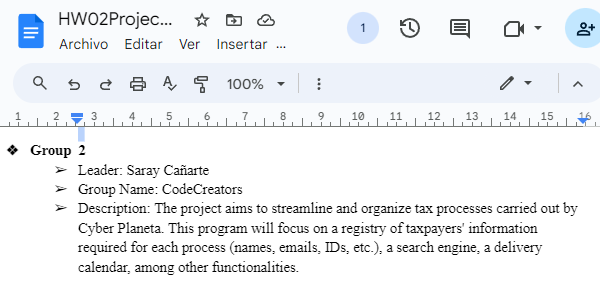 HW02Projec...
Archivo Editar Ver Insertar ...
1
100%
1 2 3 4 5 6 7 8 9 10 11 12 13 14 15 16
❖ Group 2
➢ Leader: Saray Cañarte
➢ Group Name: CodeCreators
➢ Description: The project aims to streamline and organize tax processes carried out by
Cyber Planeta. This program will focus on a registry of taxpayers' information
required for each process (names, emails, IDs, etc.), a search engine, a delivery
calendar, among other functionalities.